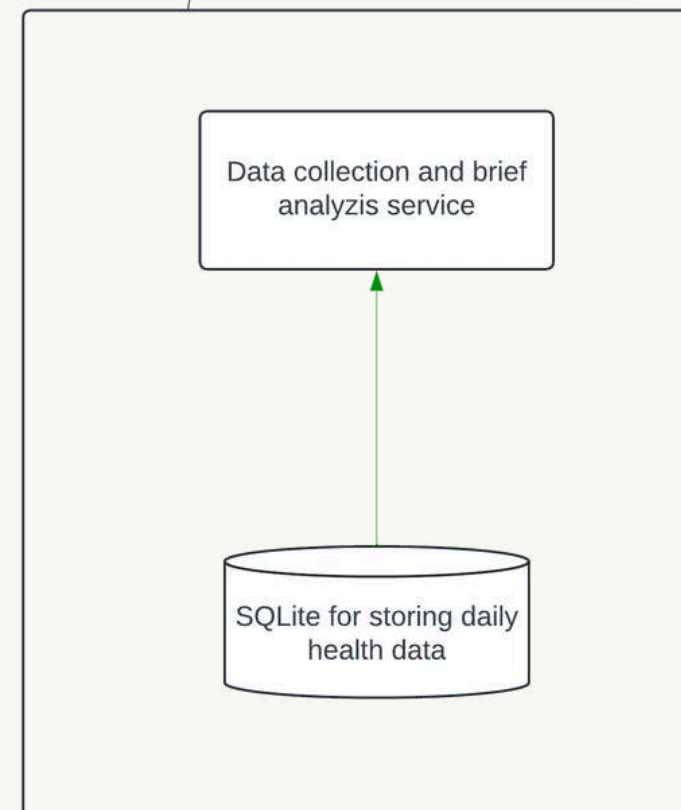 Data collection and brief
analyzis service
SQLite for storing daily
health data